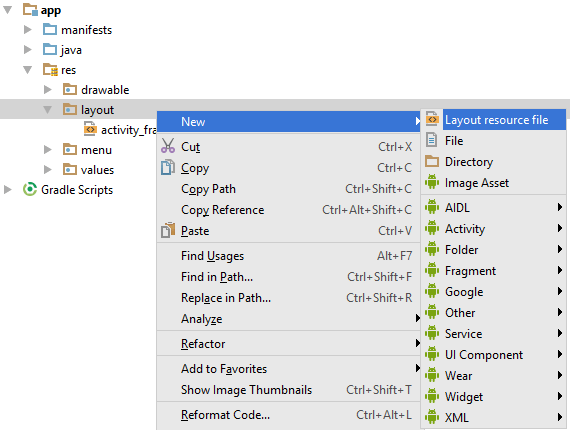 app
manifests
java
res
drawable
layout
activity_fra
menu
values
Gradle Scripts
New
Cut Ctrl+X
Copy Ctrl+C
Copy Path Ctrl+Shift+C
Copy Reference Ctrl+Alt+Shift+C
Paste Ctrl+V
Find Usages Alt+F7
Find in Path... Ctrl+Shift+F
Replace in Path... Ctrl+Shift+R
Analyze
Refactor
Add to Favorites
Show Image Thumbnails Ctrl+Shift+T
Reformat Code... Ctrl+Alt+L
Layout resource file
File
Directory
Image Asset
AIDL
Activity
Folder
Fragment
Google
Other
Service
UI Component
Wear
Widget
XML